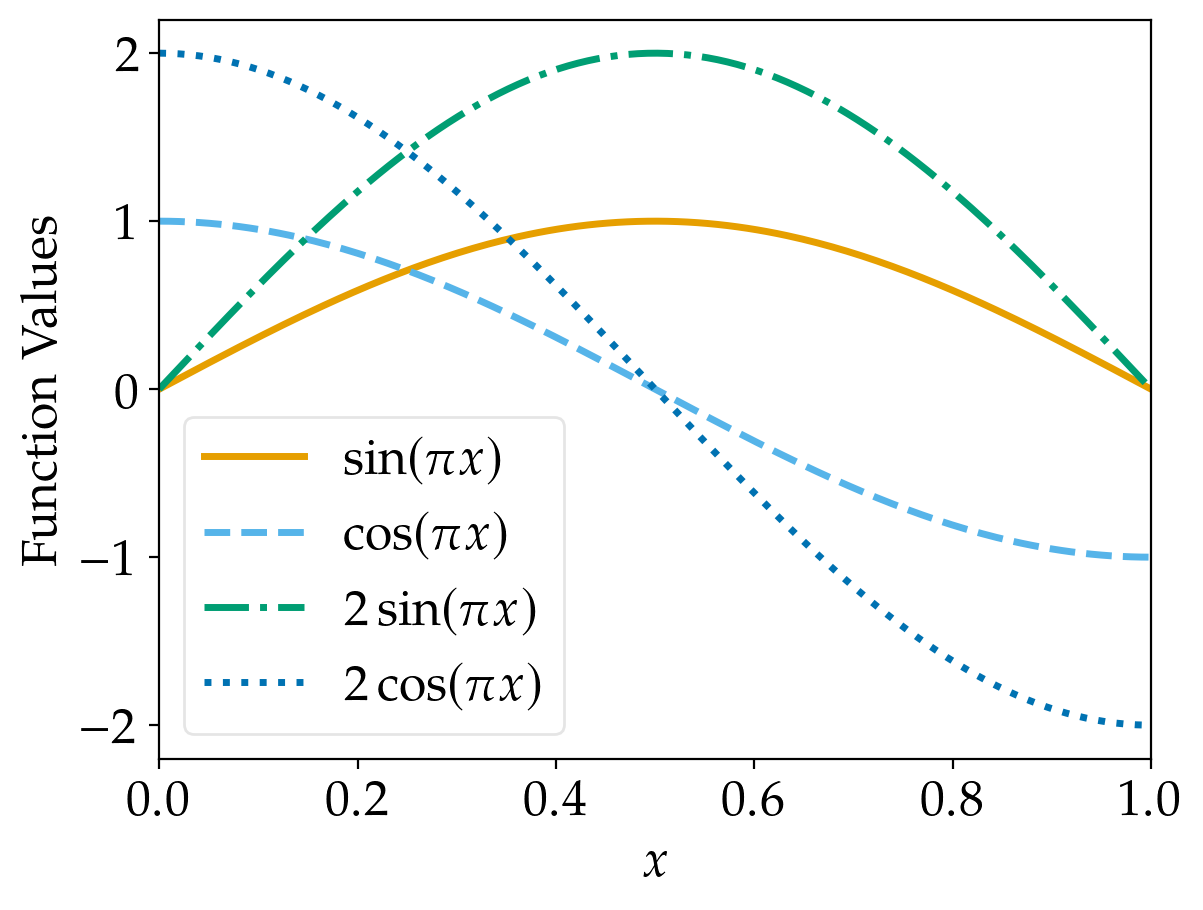 2
1
0
−1
−2
Function Values
sin(πx)
cos(πx)
2 sin(πx)
2 cos(πx)
0.0 0.2 0.4 0.6 0.8 1.0
x